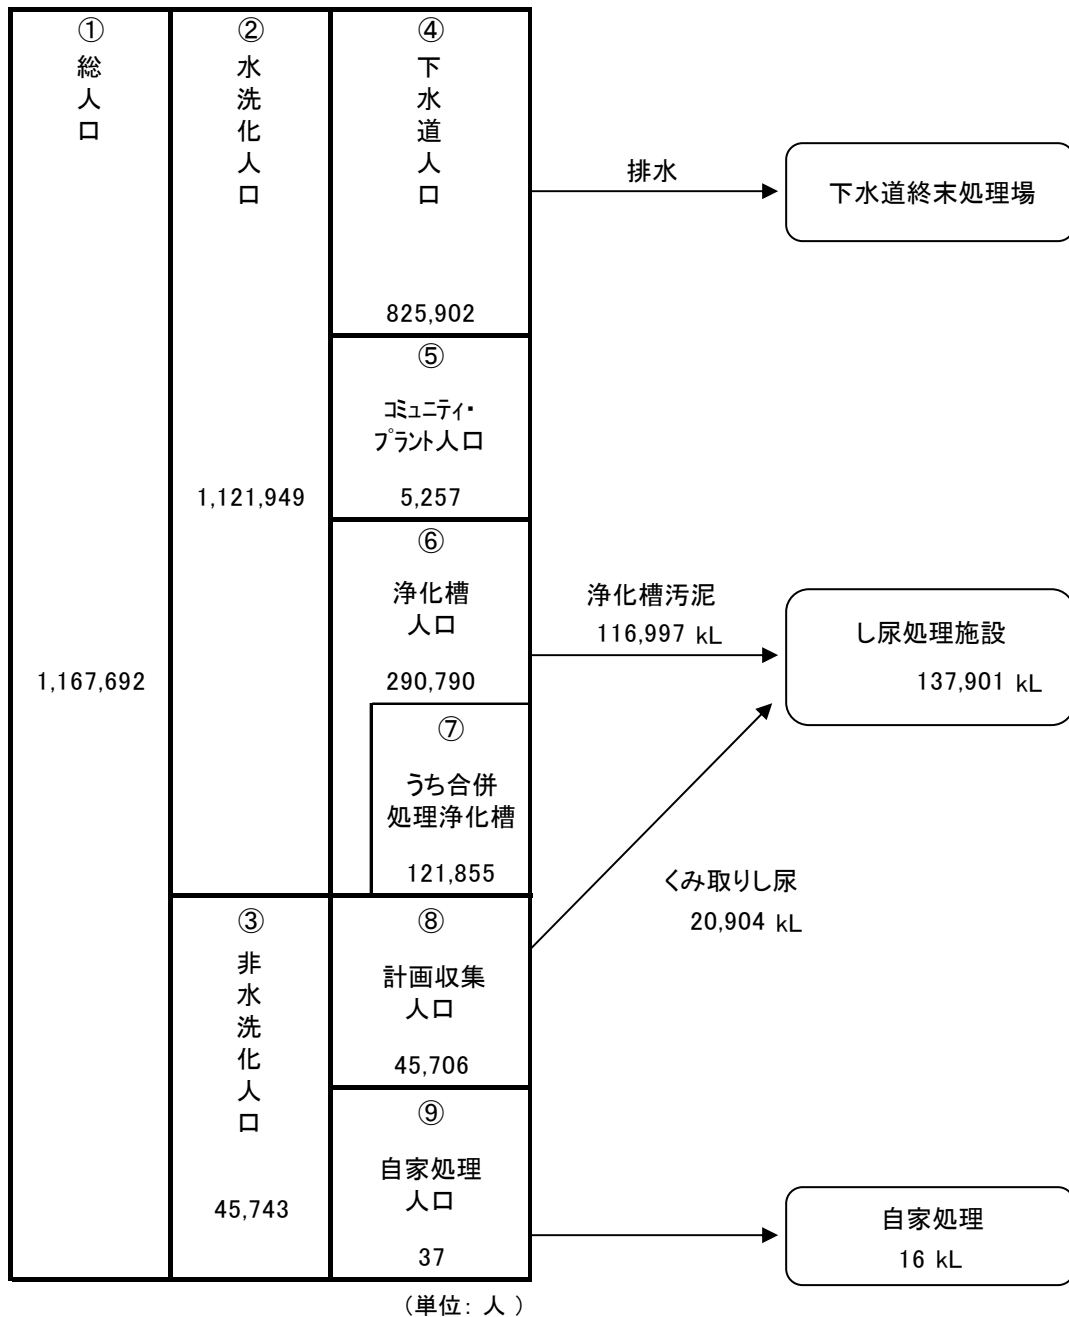 ①
総人口
1,167,692
②
水洗化人口
1,121,949
③
非水洗化人口
45,743
④
下水道人口
825,902
⑤
コミュニティ・
プラント人口
5,257
⑥
浄化槽
人口
290,790
⑦
うち合併
処理浄化槽
121,855
⑧
計画収集
人口
45,706
⑨
自家処理
人口
37
(単位：人)
排水
下水道終末処理場
浄化槽汚泥
116,997 kL
し尿処理施設
137,901 kL
くみ取りし尿
20,904 kL
自家処理
16 kL